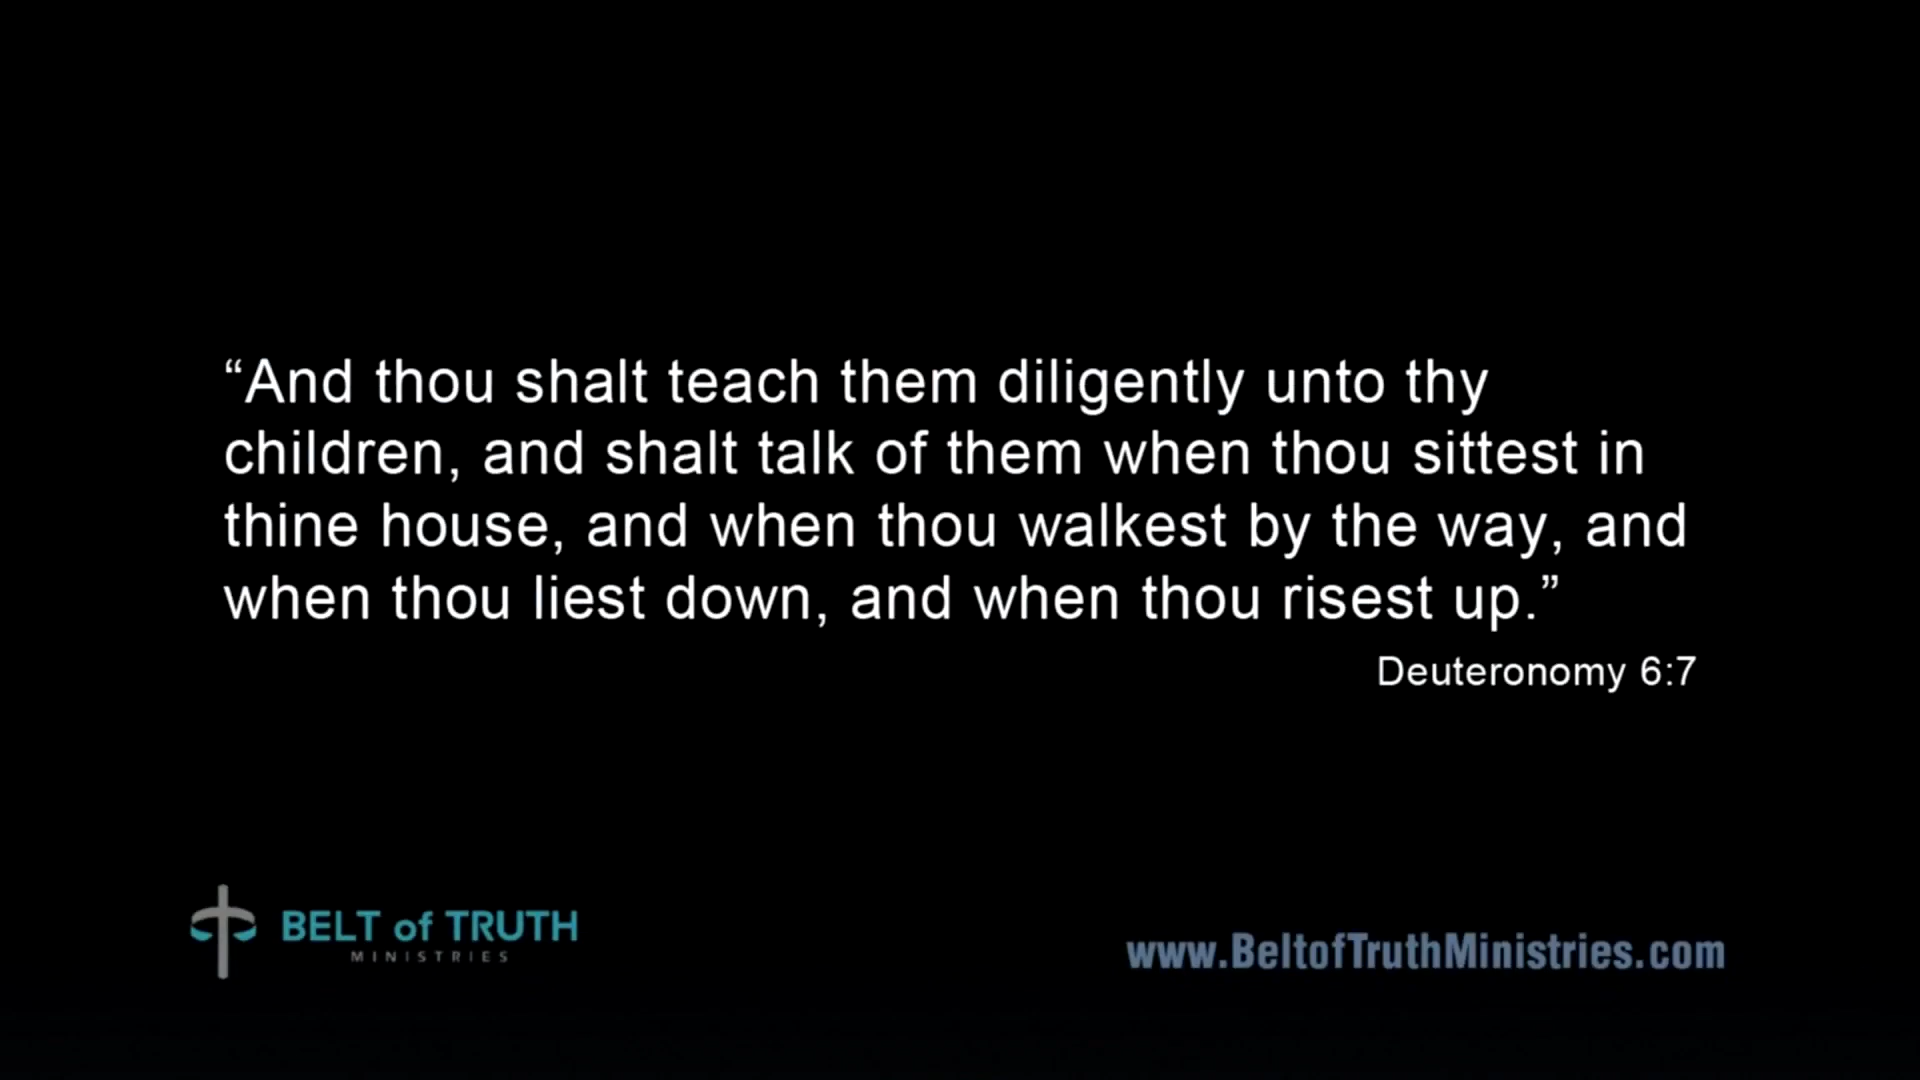 “And thou shalt teach them diligently unto thy
children, and shalt talk of them when thou sittest in
thine house, and when thou walkest by the way, and
when thou liest down, and when thou risest up.”
Deuteronomy 6:7
BELT of TRUTH
MINISTRIES
www.BeltofTruthMinistries.com